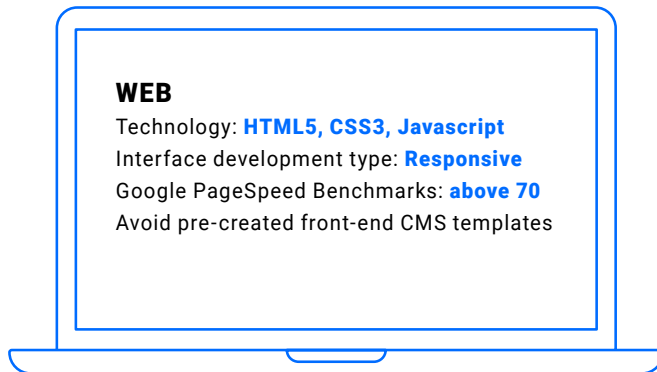 WEB
Technology: HTML5, CSS3, Javascript
Interface development type: Responsive
Google PageSpeed Benchmarks: above 70
Avoid pre-created front-end CMS templates